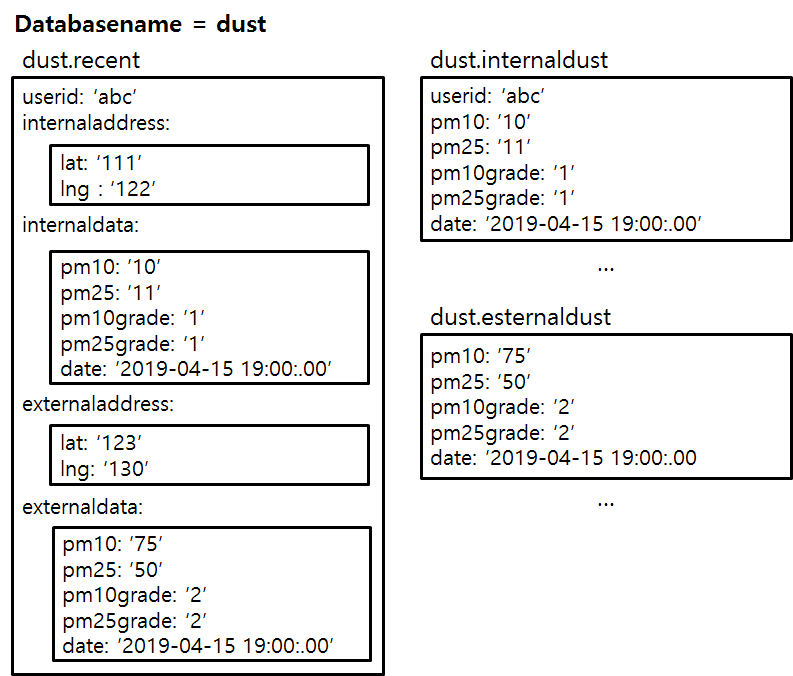 Databasename = dust
dust.recent
userid: 'abc'
internaladdress:
lat: '111'
lng : '122'
internaldata:
pm10: '10'
pm25: '11'
pm10grade: '1'
pm25grade: '1'
date: '2019-04-15 19:00:.00'
externaladdress:
lat: '123'
lng: '130'
externaldata:
pm10: '75'
pm25: '50'
pm10grade: '2'
pm25grade: '2'
date: '2019-04-15 19:00:.00'
dust.internaldust
userid: 'abc'
pm10: '10'
pm25: '11'
pm10grade: '1'
pm25grade: '1'
date: '2019-04-15 19:00:.00'
...
dust.esternaldust
pm10: '75'
pm25: '50'
pm10grade: '2'
pm25grade: '2'
date: '2019-04-15 19:00:.00
...